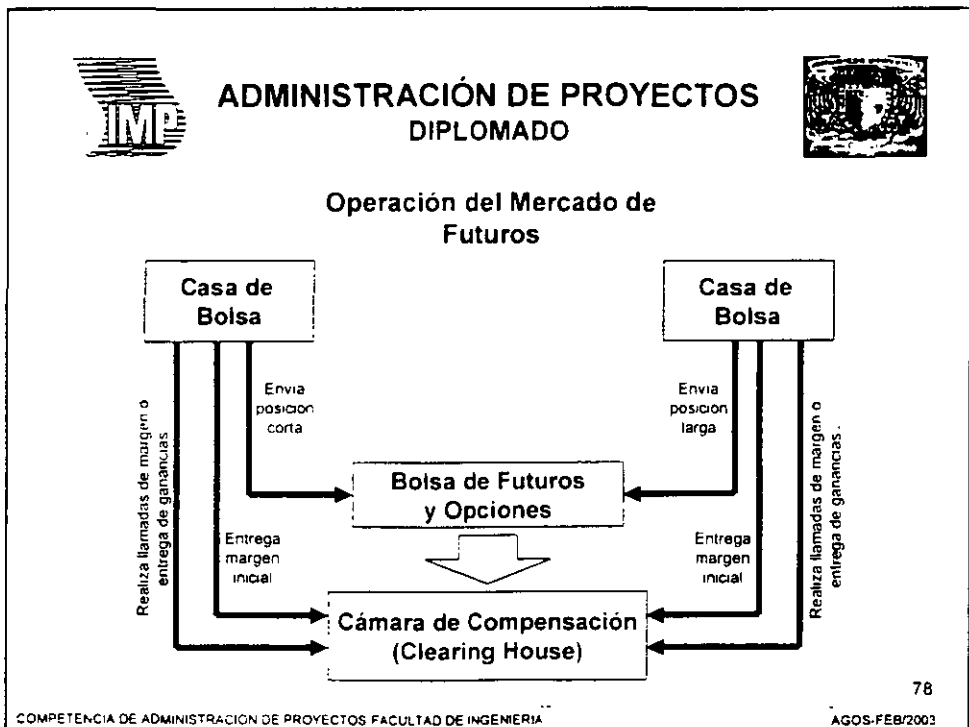 IMP
ADMINISTRACIÓN DE PROYECTOS
DIPLOMADO
Operación del Mercado de
Futuros
Casa de
Bolsa
Casa de
Bolsa
Realiza llamadas de margen o
entrega de ganancias
Envia
posicion
corta
Envia
posicion
larga
Realiza llamadas de margen o
entrega de ganancias.
Bolsa de Futuros
y Opciones
Entrega
margen
inicial
Entrega
margen
inicial
Cámara de Compensación
(Clearing House)
78
COMPETENCIA DE ADMINISTRACION DE PROYECTOS FACULTAD DE INGENIERIA
AGOS-FEB/2003